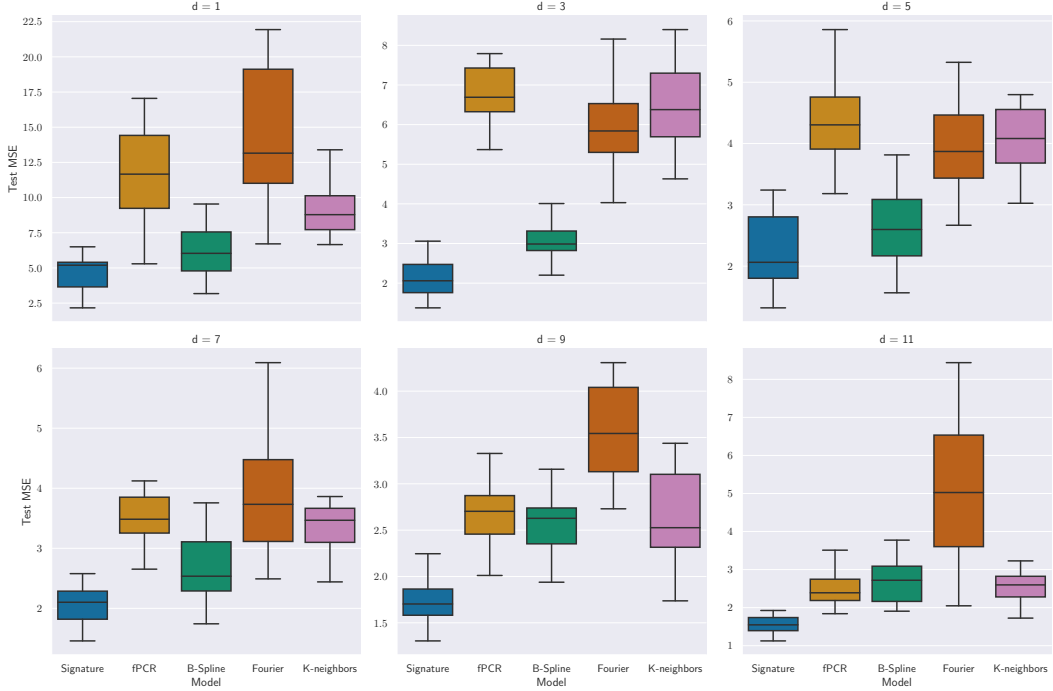 d = 1
d = 3
d = 5
22.5
20.0
17.5
15.0
12.5
10.0
7.5
5.0
2.5
Test MSE
8
7
6
5
4
3
2
6
5
4
3
2
d = 7
d = 9
d = 11
6
5
4
3
2
Test MSE
4.0
3.5
3.0
2.5
2.0
1.5
8
7
6
5
4
3
2
1
Signature fPCR B-Spline Fourier K-neighbors
Model
Signature fPCR B-Spline Fourier K-neighbors
Model
Signature fPCR B-Spline Fourier K-neighbors
Model